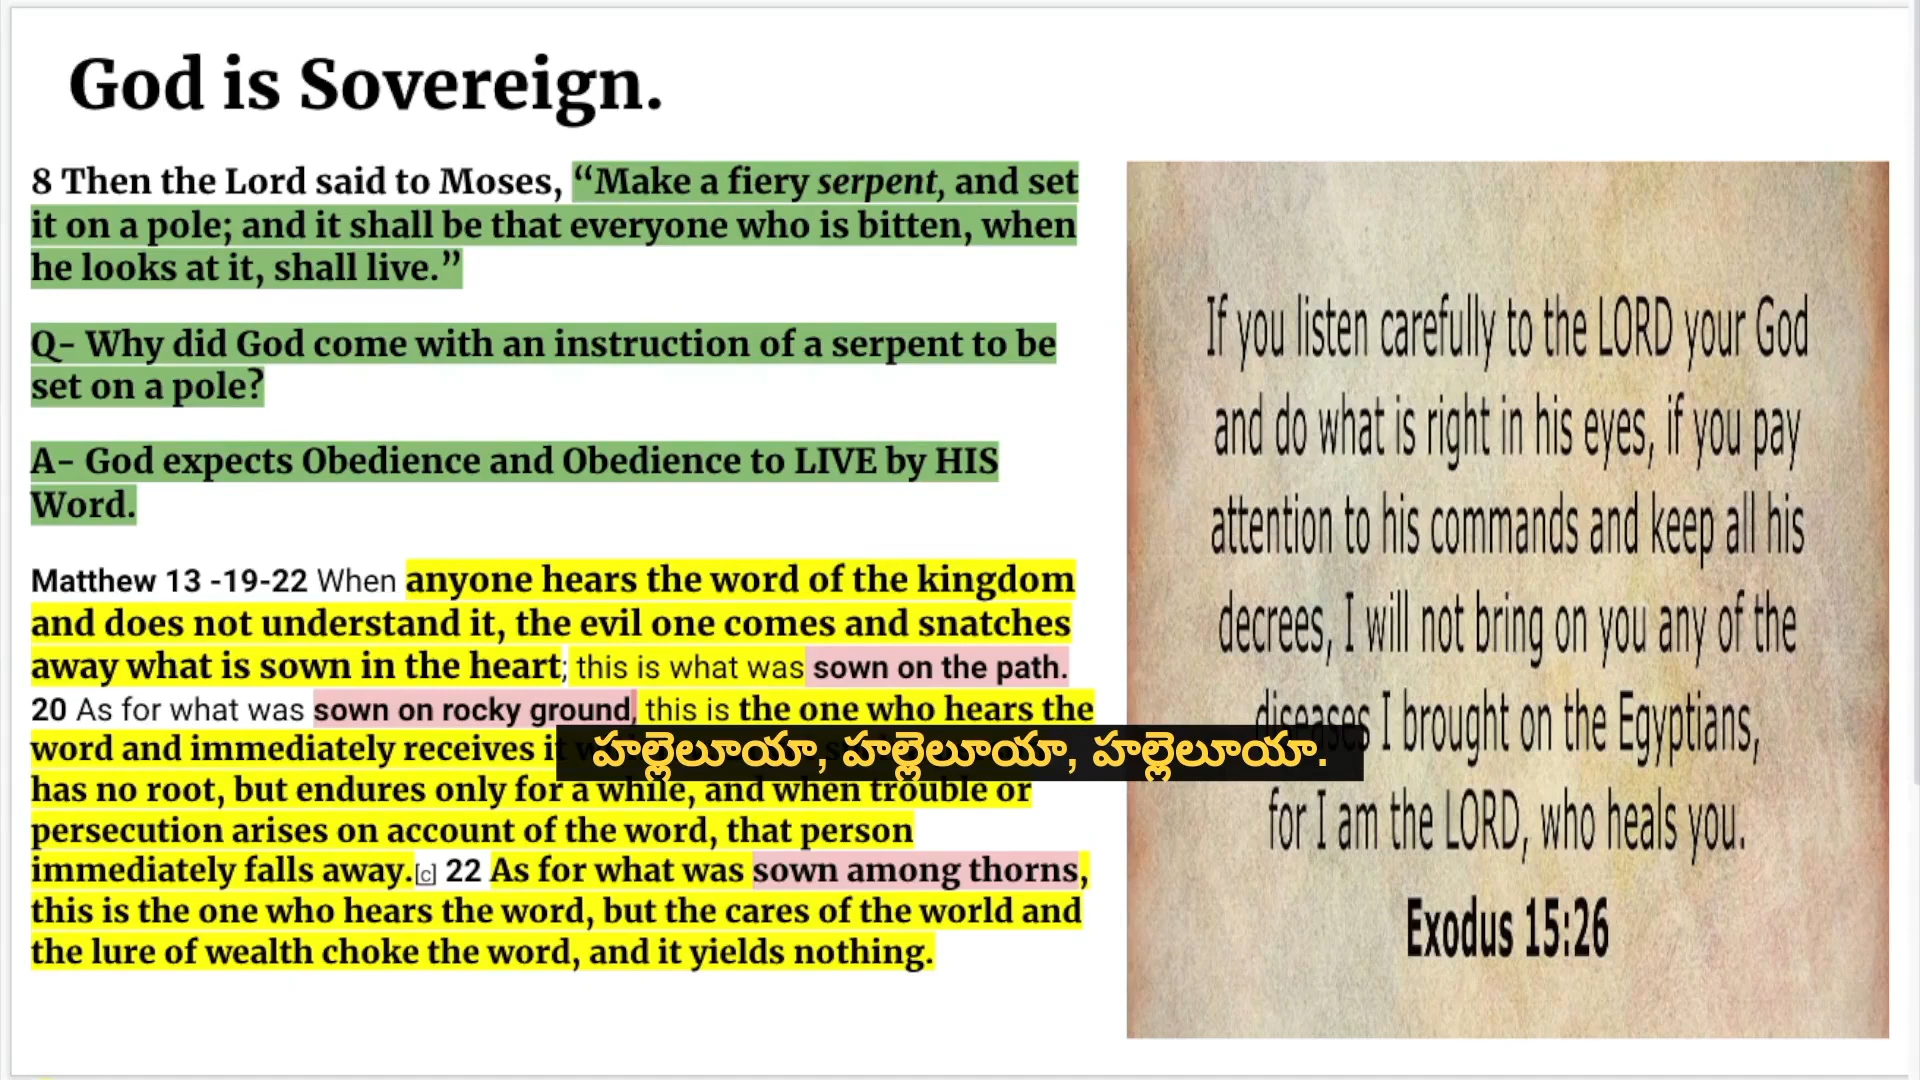 God is Sovereign.
8 Then the Lord said to Moses, “Make a fiery serpent, and set
it on a pole; and it shall be that everyone who is bitten, when
he looks at it, shall live.”
Q- Why did God come with an instruction of a serpent to be
set on a pole?
A- God expects Obedience and Obedience to LIVE by HIS
Word.
Matthew 13 -19-22 When anyone hears the word of the kingdom
and does not understand it, the evil one comes and snatches
away what is sown in the heart; this is what was sown on the path.
20 As for what was sown on rocky ground, this is the one who hears the
word and immediately receives it
has no root, but endures only for a while, and when trouble or
persecution arises on account of the word, that person
immediately falls away.[c] 22 As for what was sown among thorns,
this is the one who hears the word, but the cares of the world and
the lure of wealth choke the word, and it yields nothing.
If you listen carefully to the LORD your God
and do what is right in his eyes, if you pay
attention to his commands and keep all his
decrees, I will not bring on you any of the
diseases I brought on the Egyptians,
for I am the LORD, who heals you.
Exodus 15:26
హల్లెలూయా, హల్లెలూయా, హల్లెలూయా.